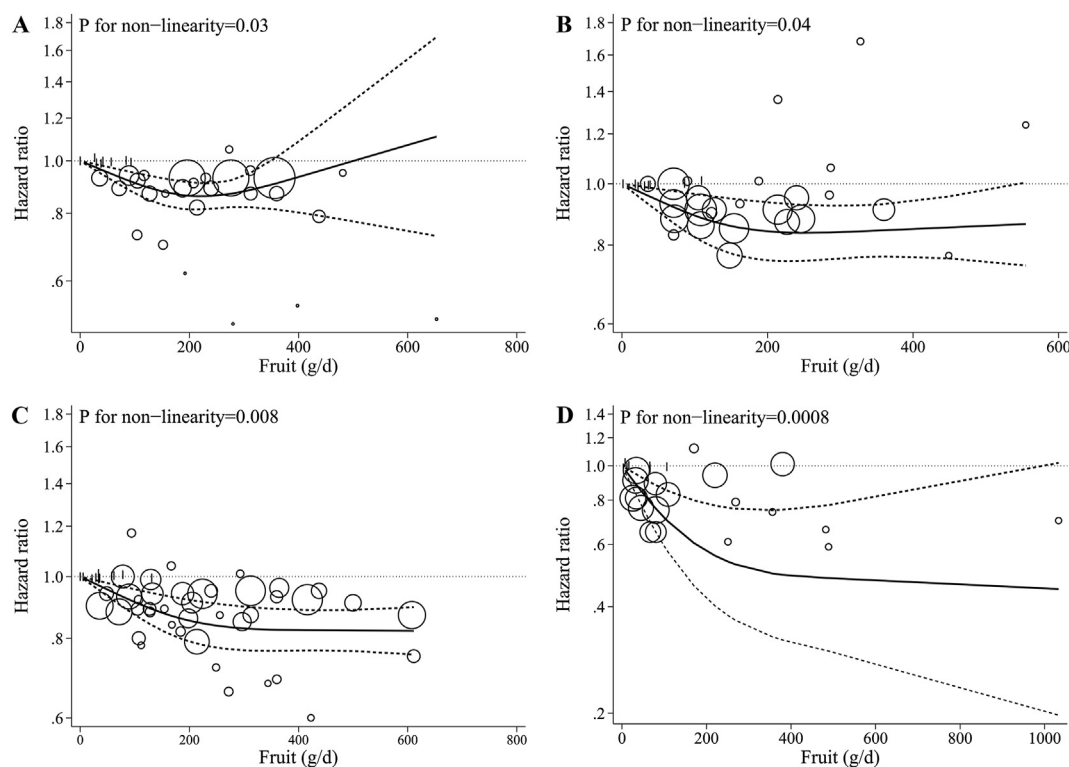 A
P for non−linearity=0.03
1.8
1.6
1.4
1.2
1.0
.8
.6
Hazard ratio
0 200 400 600 800
Fruit (g/d)
B
P for non−linearity=0.04
1.8
1.6
1.4
1.2
1.0
.8
.6
Hazard ratio
0 200 400 600
Fruit (g/d)
C
P for non−linearity=0.008
1.8
1.6
1.4
1.2
1.0
.8
.6
Hazard ratio
0 200 400 600 800
Fruit (g/d)
D
P for non−linearity=0.0008
1.4
1.2
1.0
.8
.6
.4
.2
Hazard ratio
0 200 400 600 800 1000
Fruit (g/d)